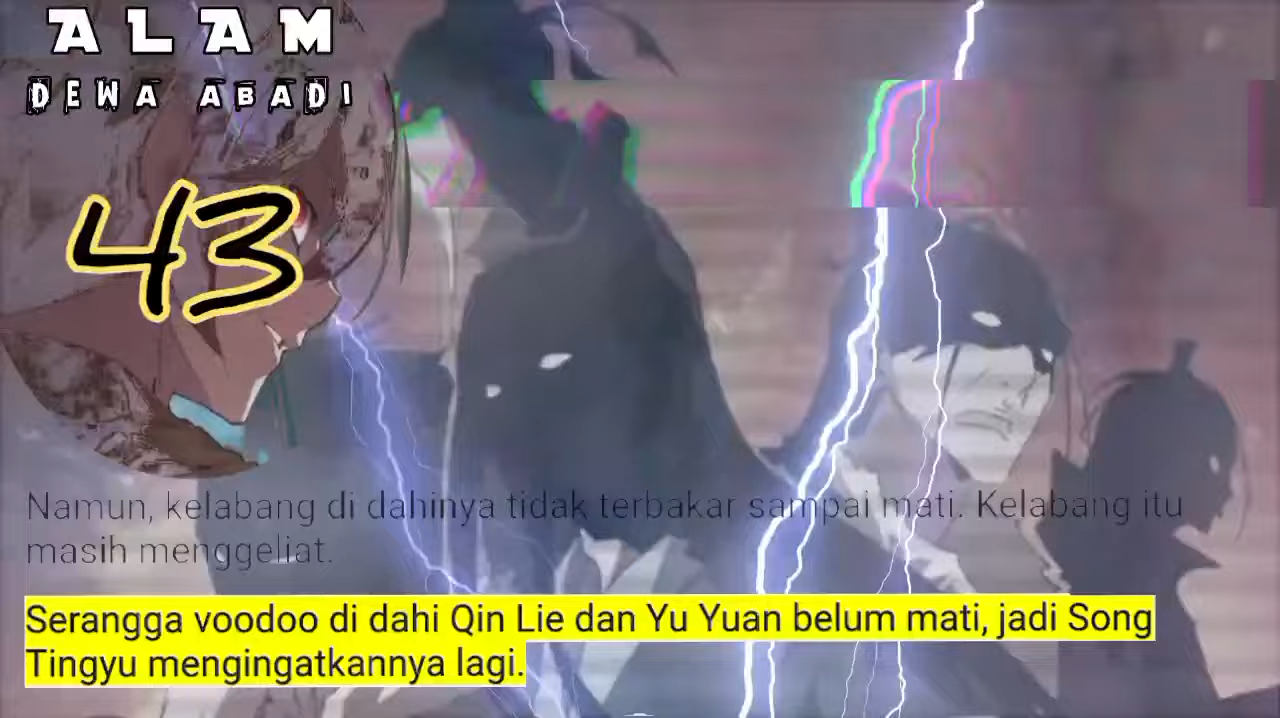 ALAM
DEWA ABADI
43
Namun, kelabang di dahinya tidak terbakar sampai mati. Kelabang itu
masih menggeliat.
Serangga voodoo di dahi Qin Lie dan Yu Yuan belum mati, jadi Song
Tingyu mengingatkannya lagi.